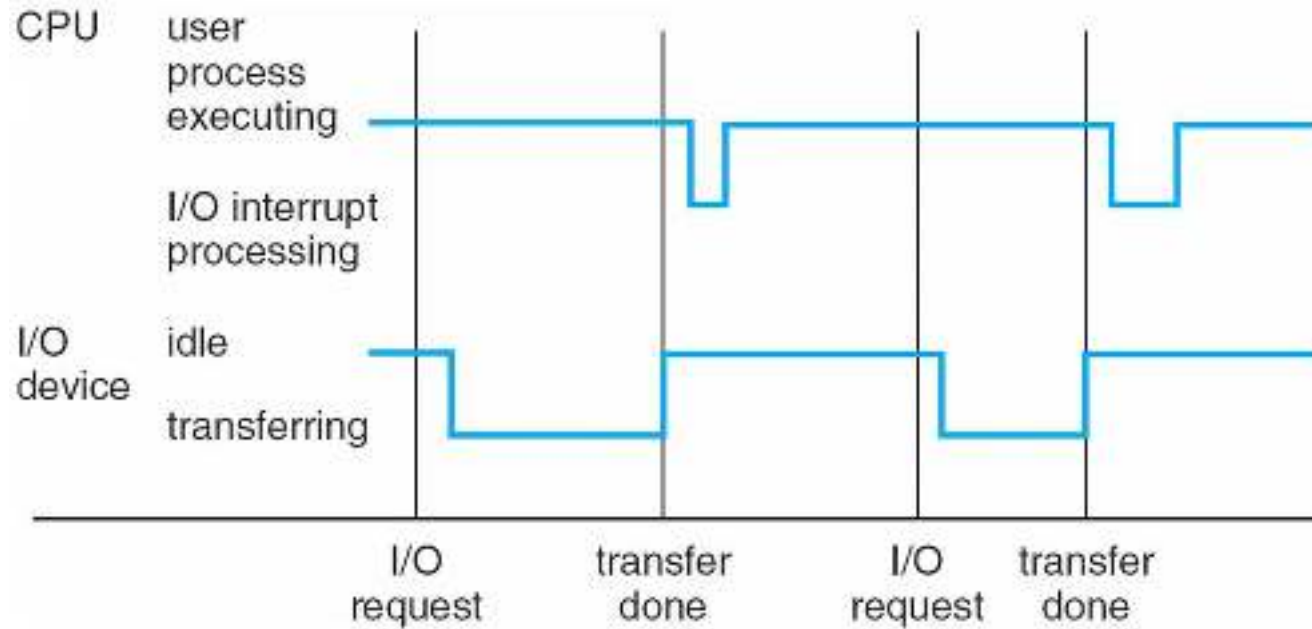 CPU user
process
executing
I/O interrupt
processing
I/O idle
device
transferring
I/O transfer I/O transfer
request done request done